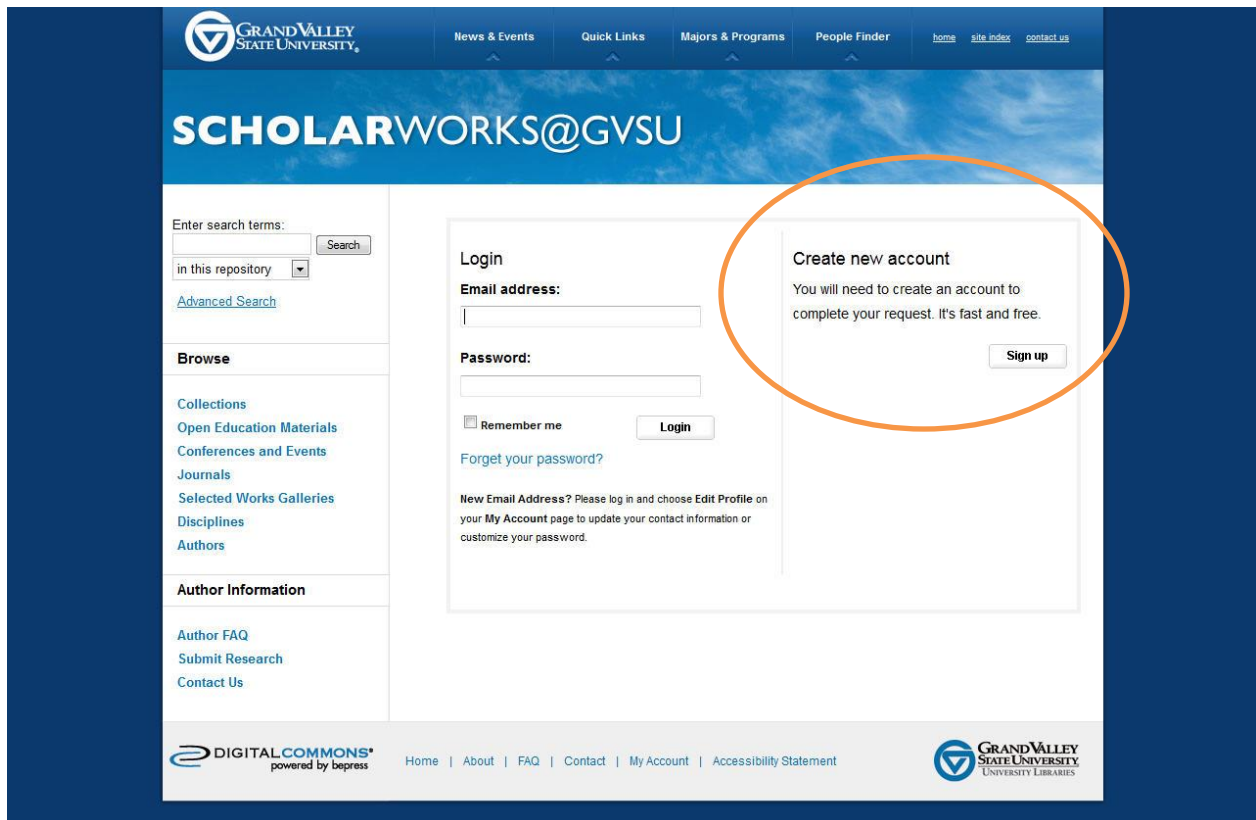 GRAND VALLEY
STATE UNIVERSITY®
News & Events
Quick Links
Majors & Programs
People Finder
home
site index
contact us
SCHOLARWORKS@GVSU
Enter search terms:
Search
in this repository
Advanced Search
Browse
Collections
Open Education Materials
Conferences and Events
Journals
Selected Works Galleries
Disciplines
Authors
Author Information
Author FAQ
Submit Research
Contact Us
Login
Email address:
Password:
Remember me
Login
Forget your password?
New Email Address? Please log in and choose Edit Profile on
your My Account page to update your contact information or
customize your password.
Create new account
You will need to create an account to
complete your request. It's fast and free.
Sign up
DIGITALCOMMONS®
powered by bepress
Home | About | FAQ | Contact | My Account | Accessibility Statement
GRAND VALLEY
STATE UNIVERSITY
UNIVERSITY LIBRARIES